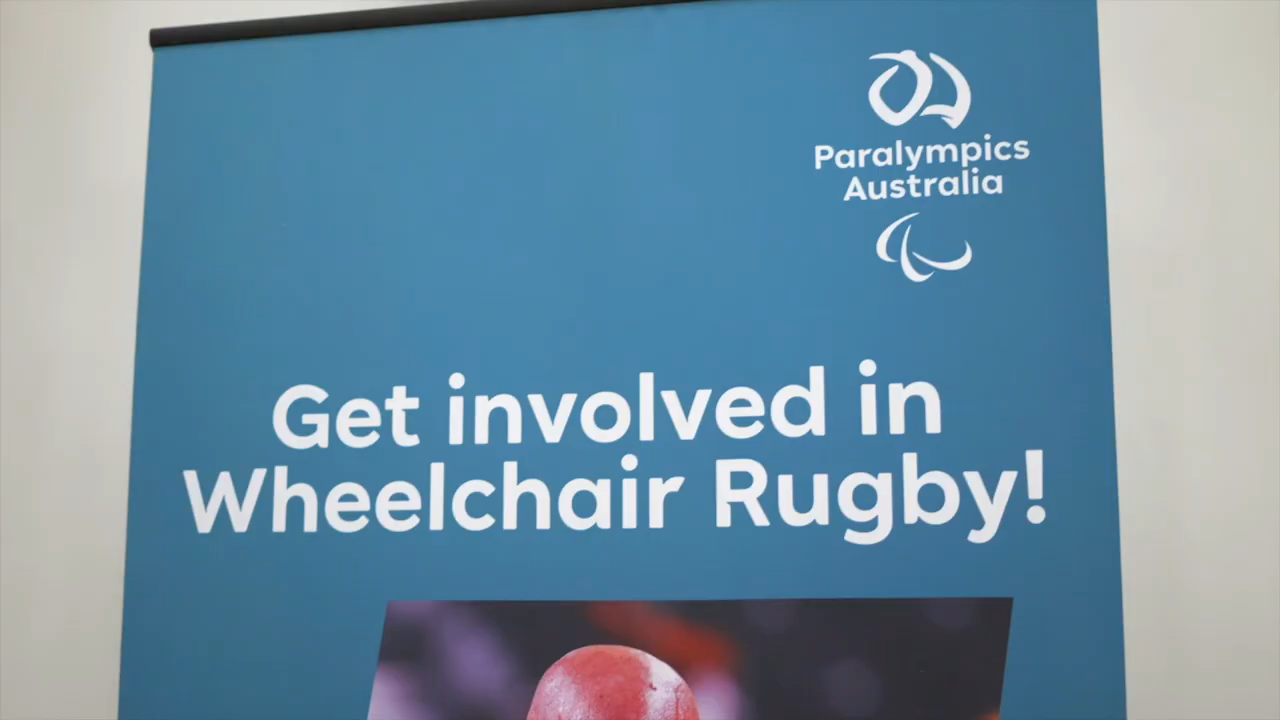 Paralympics
Australia
Get involved in
Wheelchair Rugby!